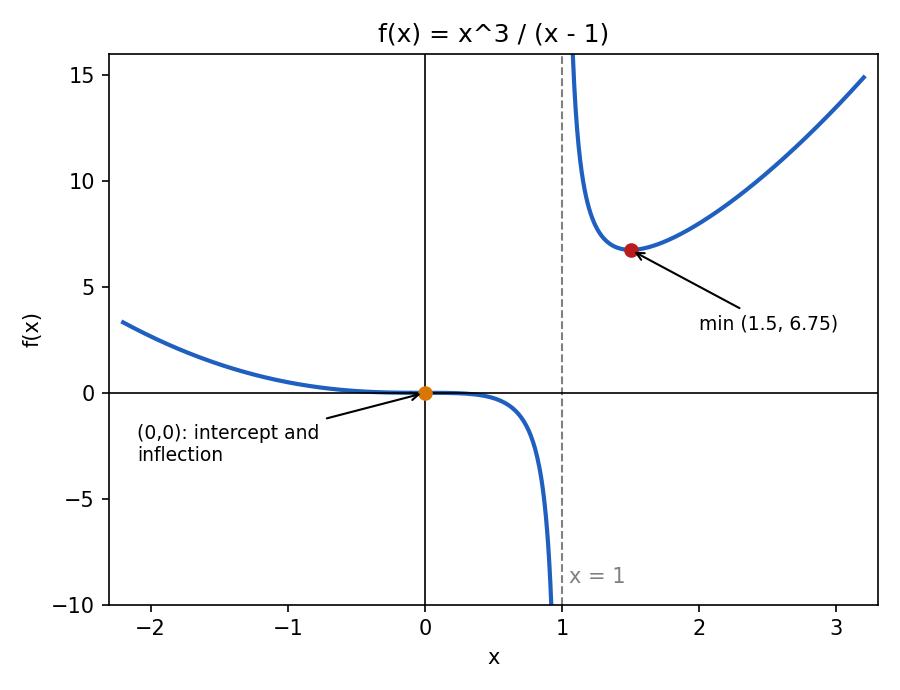 f(x) = x^3 / (x - 1)
15
10
5
0
−5
−10
f(x)
min (1.5, 6.75)
(0,0): intercept and
inflection
x = 1
−2
−1
0
1
2
3
x